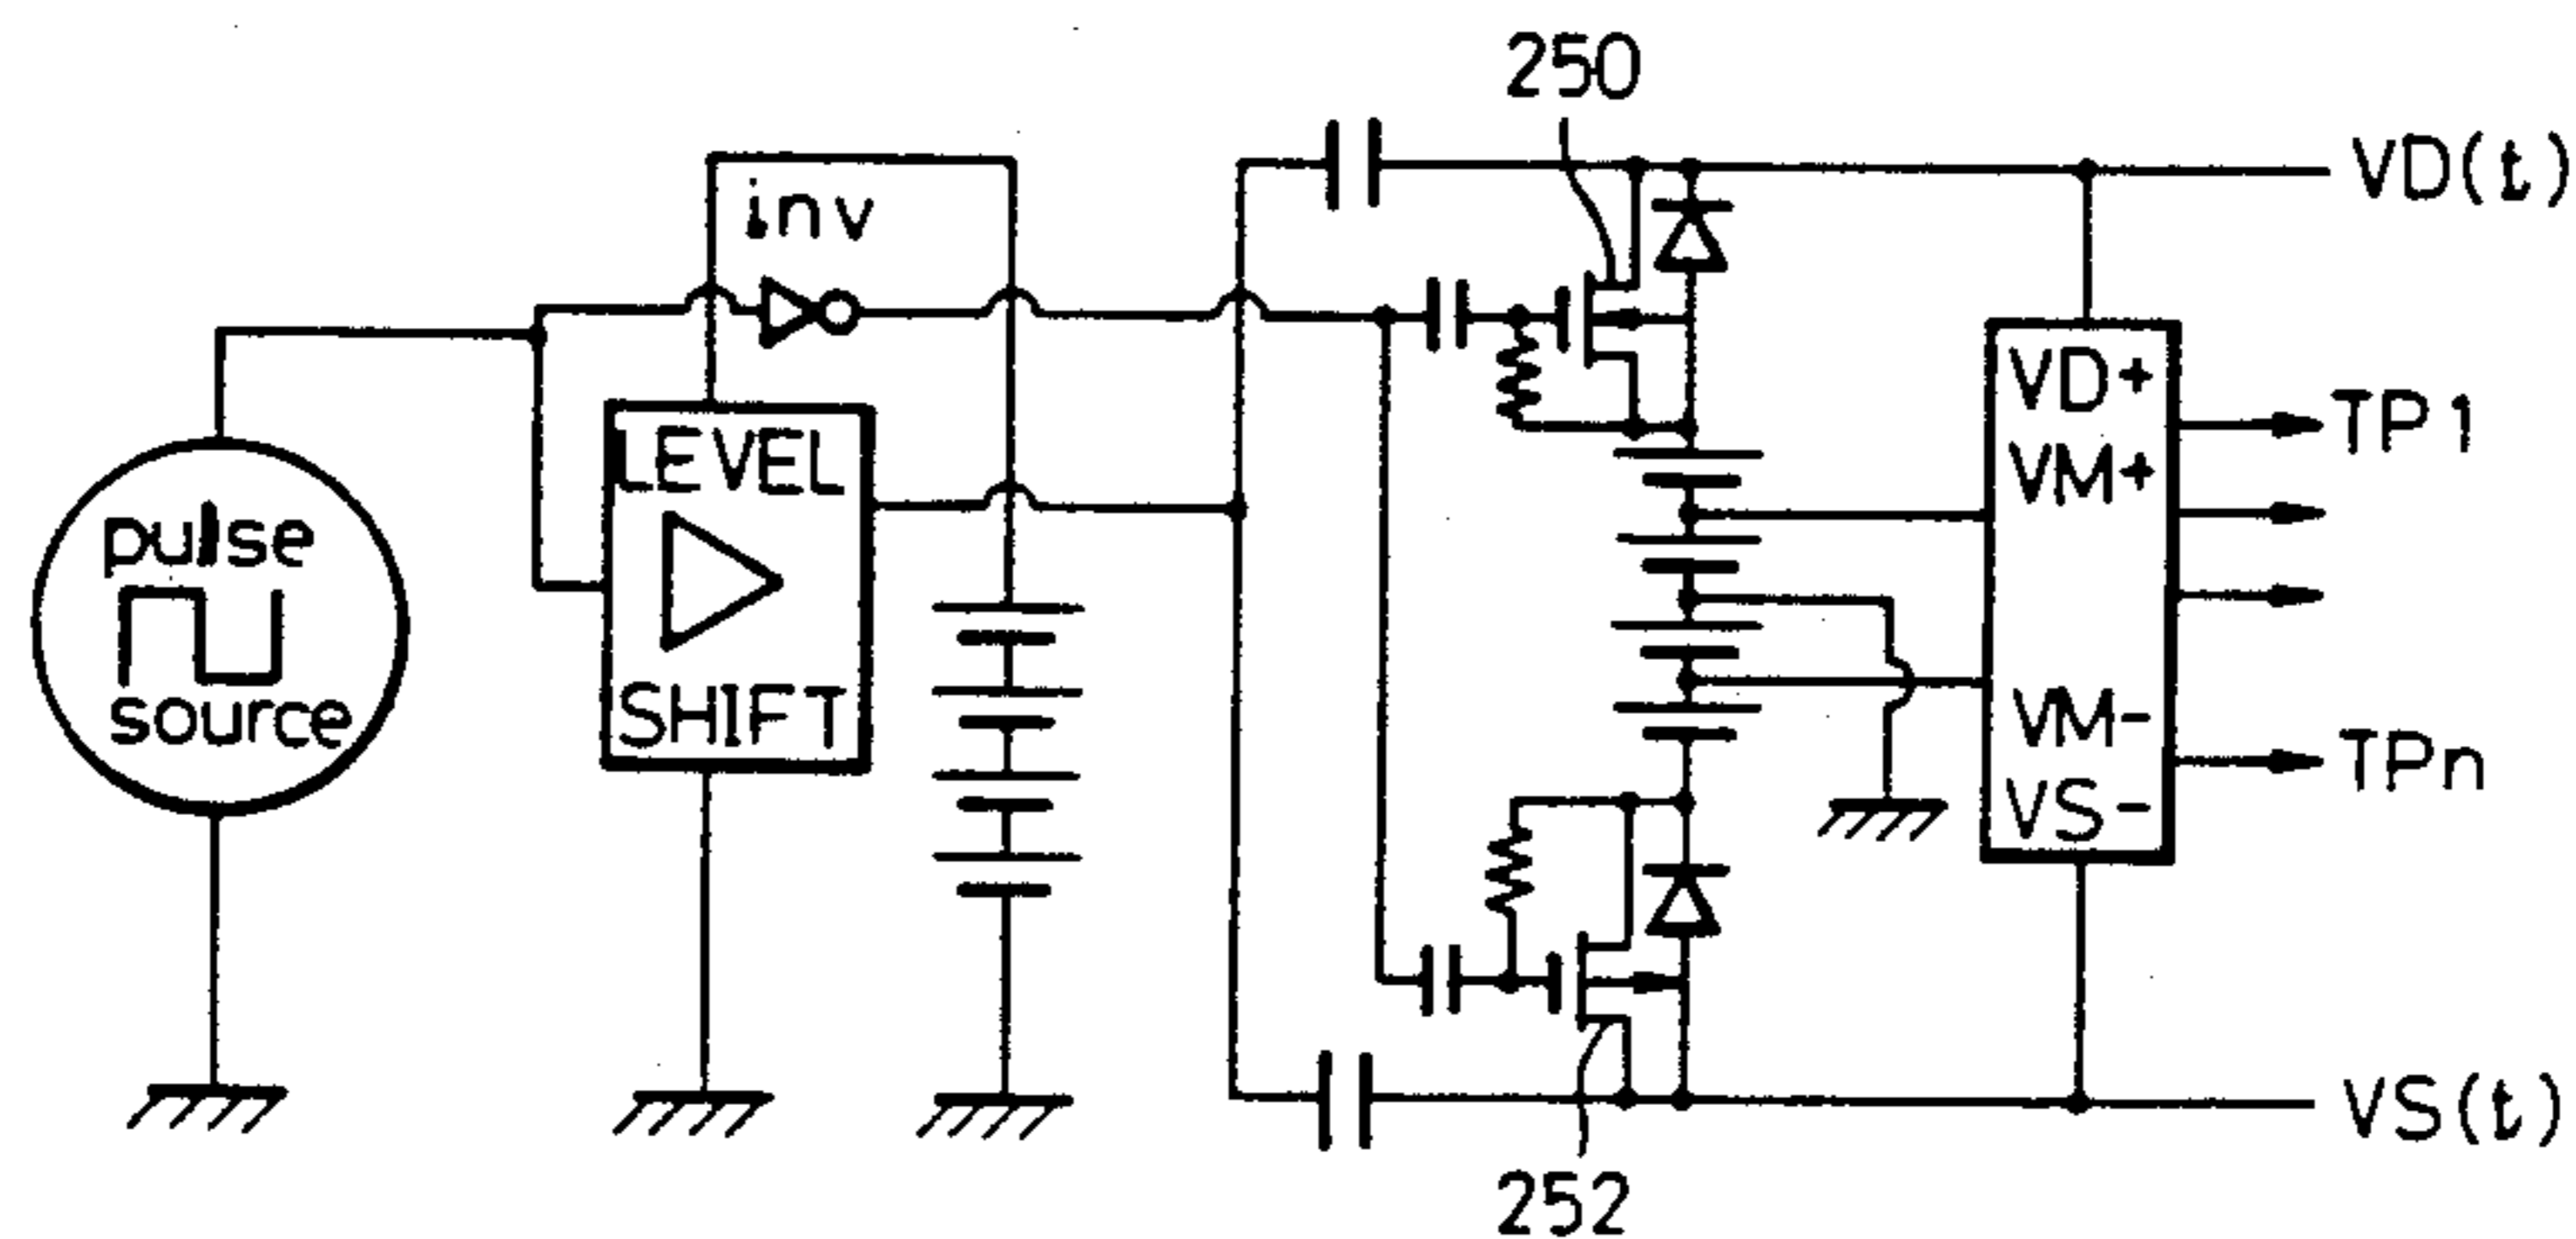 250
VD(t)
inv
LEVEL
SHIFT
pulse
source
VD+
VM+
VM-
VS-
TP1
TPn
VS(t)
252